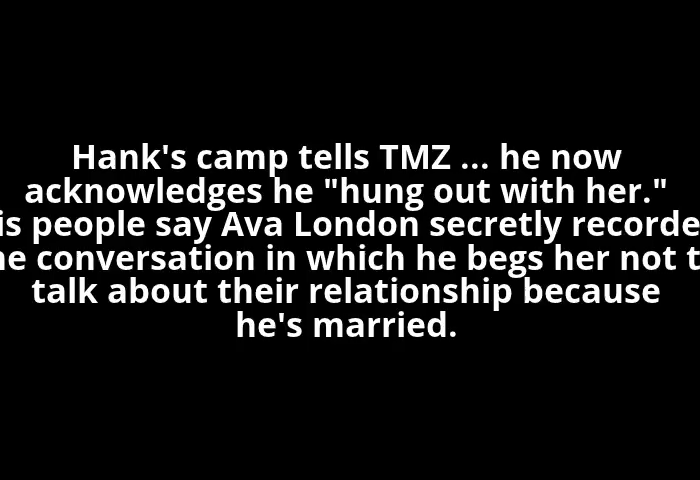 Hank's camp tells TMZ ... he now
acknowledges he "hung out with her."
is people say Ava London secretly recorde
he conversation in which he begs her not t
talk about their relationship because
he's married.